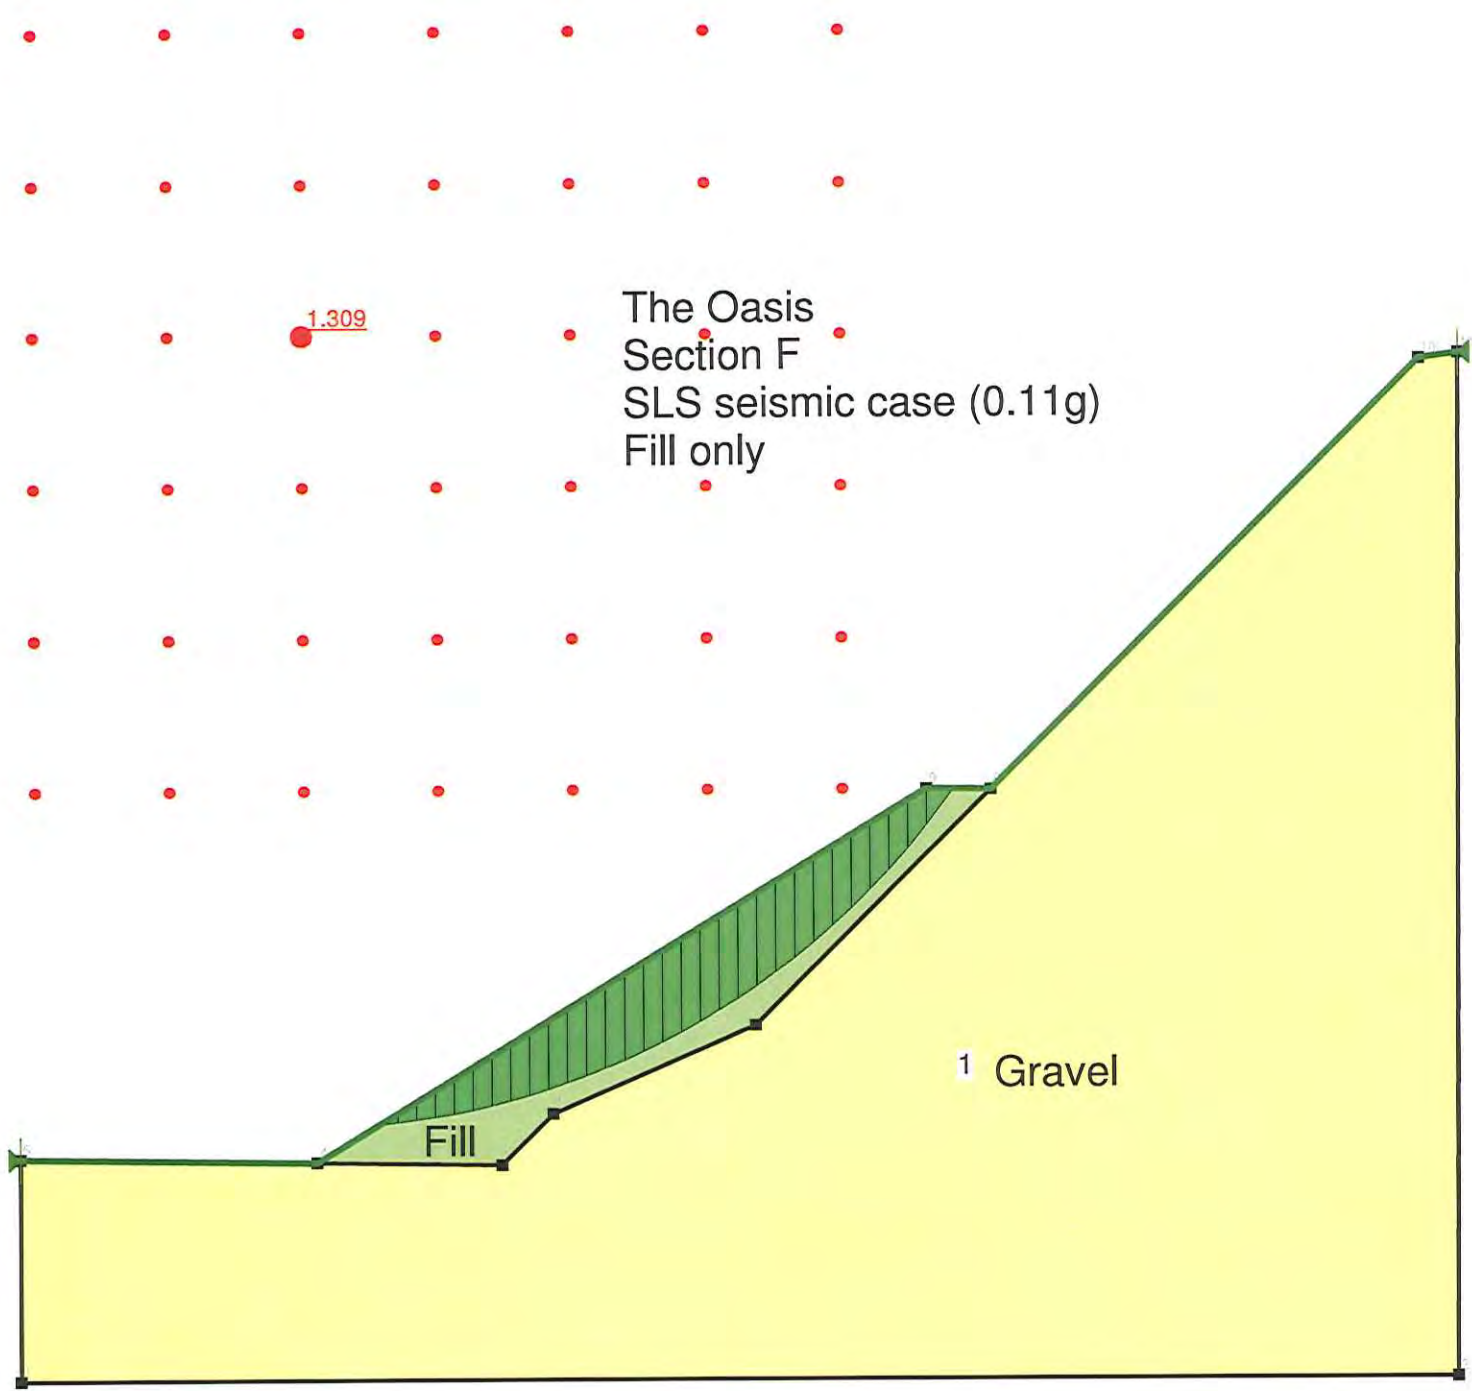 1.309
The Oasis
Section F
SLS seismic case (0.11g)
Fill only
1 Gravel
Fill